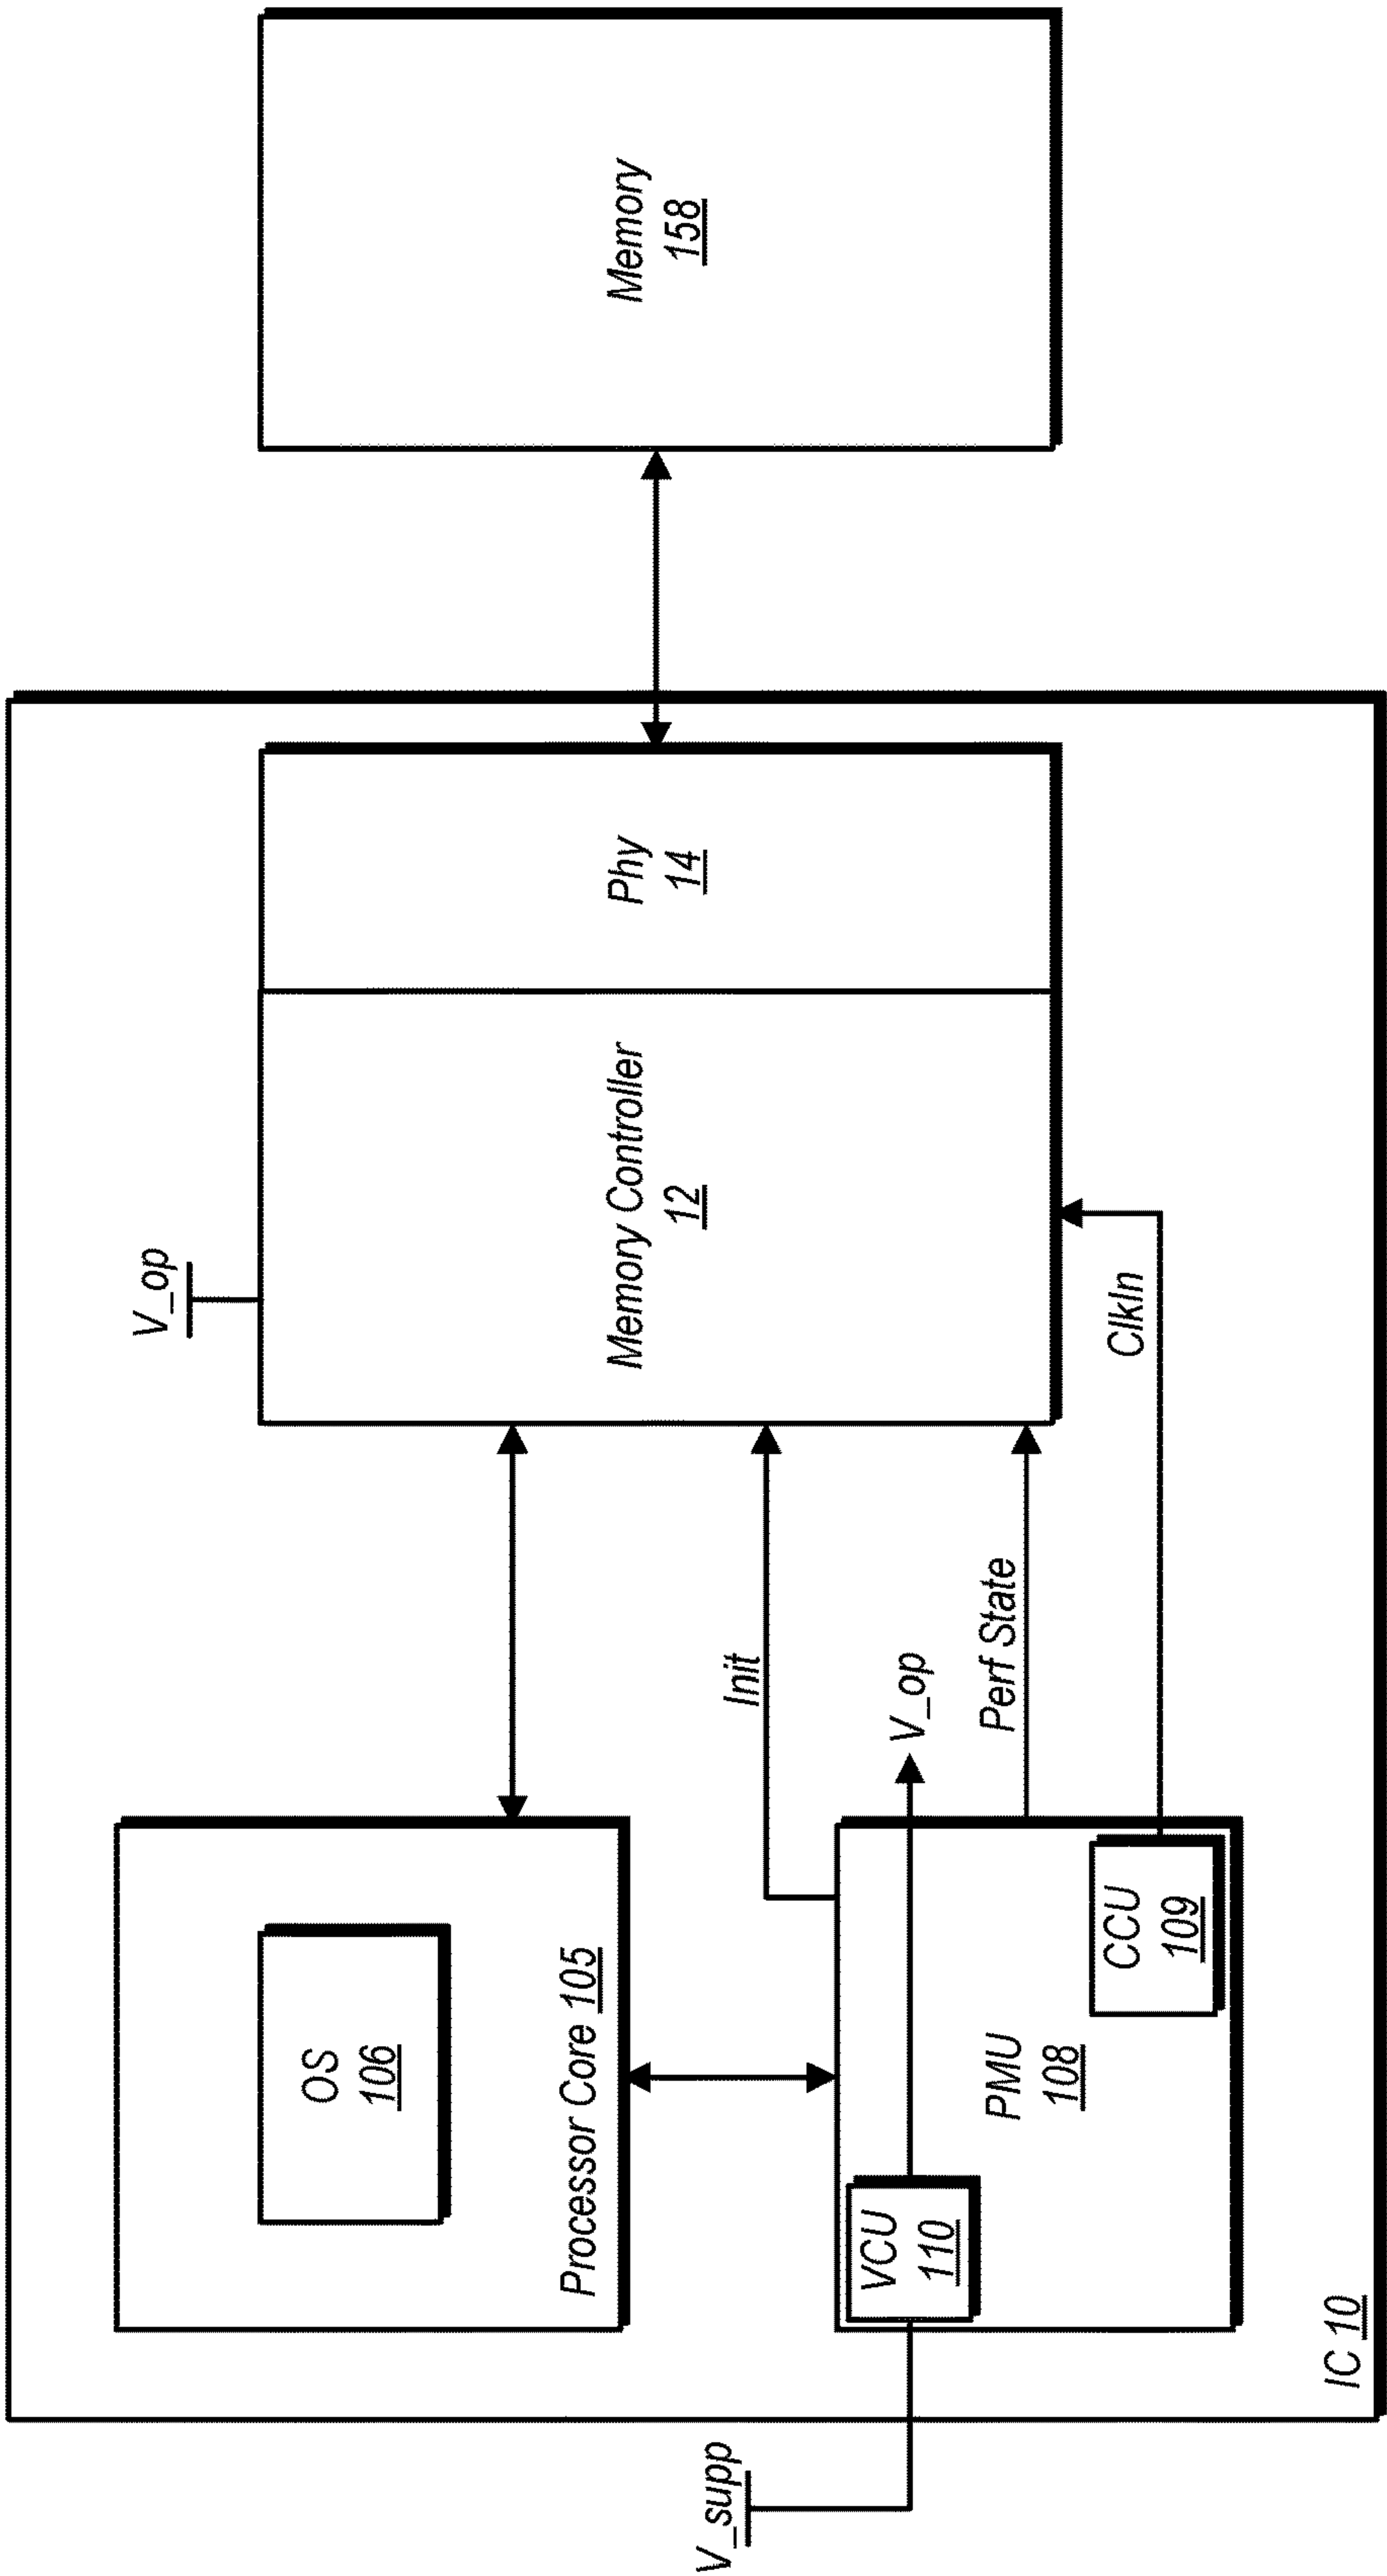 V_op
OS
106
Processor Core 105
Memory Controller
12
Phy
14
Memory
158
Init
V_supp
VCU
110
V_op
PMU
108
Perf State
CCU
109
ClkIn
IC 10